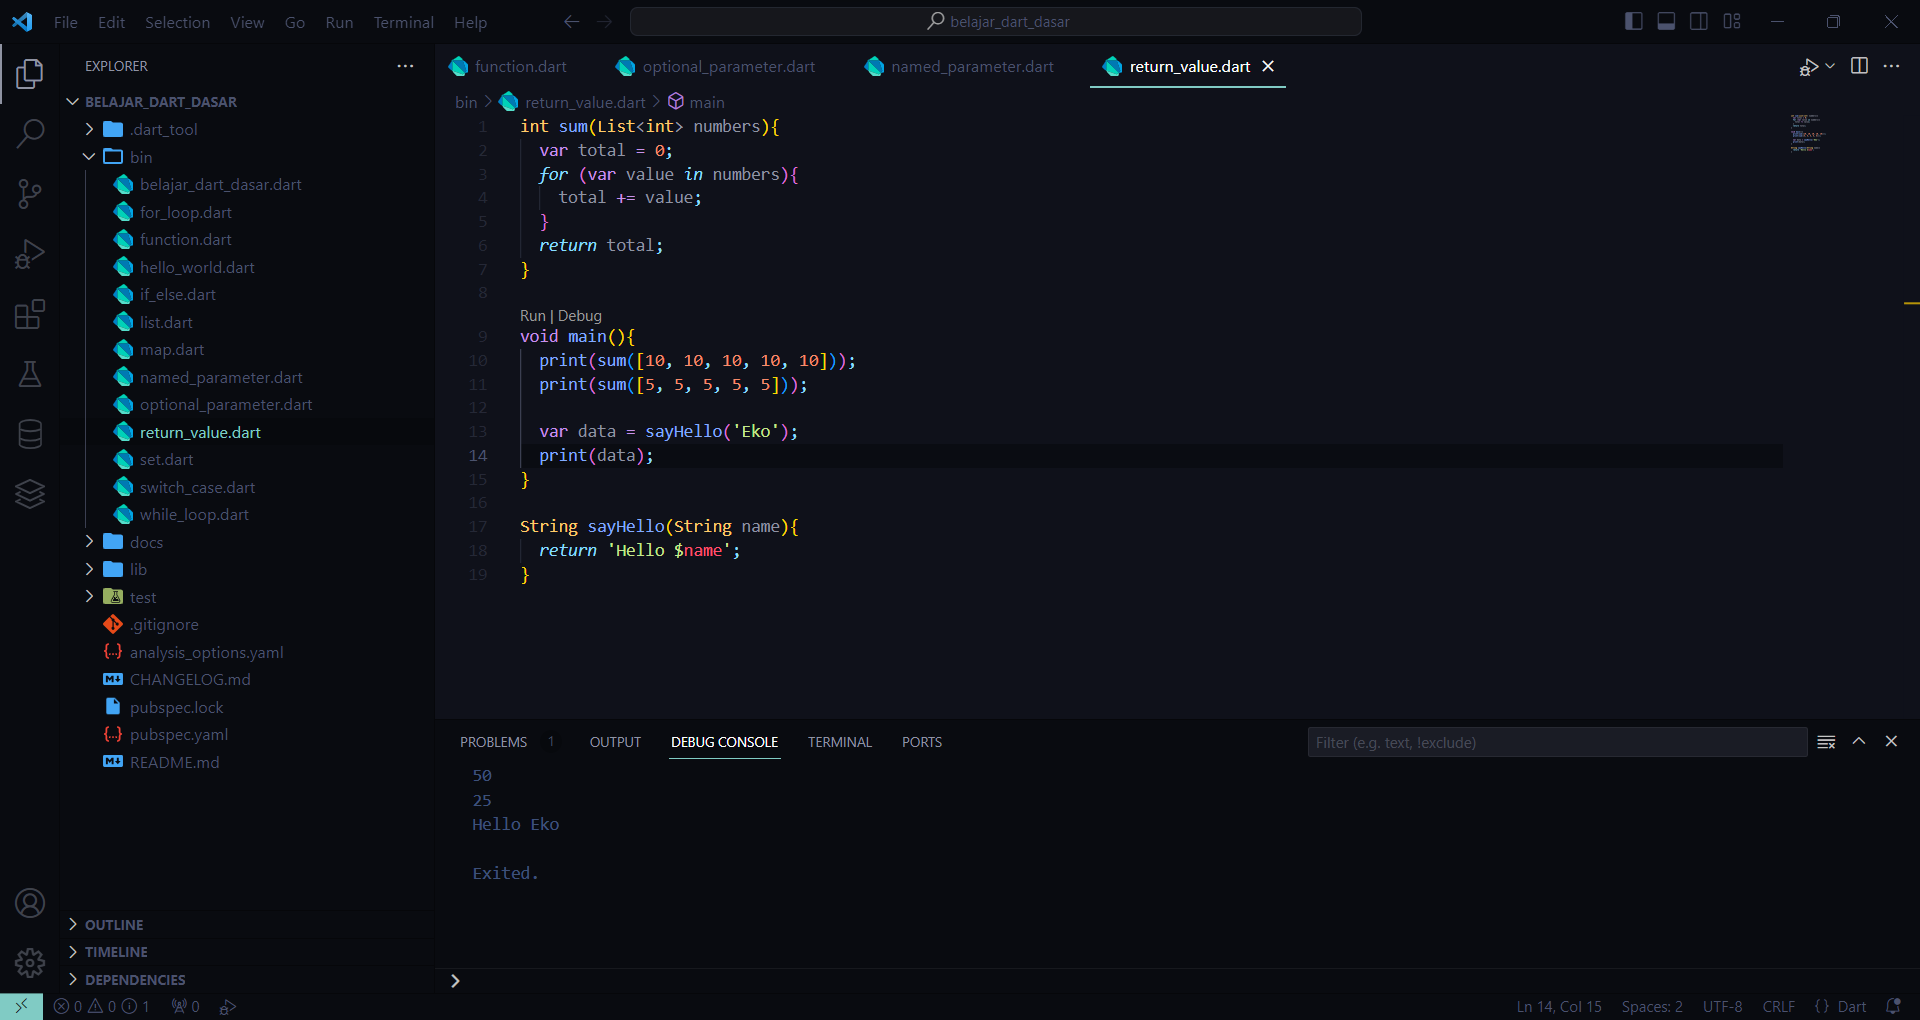 File Edit Selection View Go Run Terminal Help
belajar_dart_dasar
EXPLORER
BELAJAR_DART_DASAR
.dart_tool
bin
belajar_dart_dasar.dart
for_loop.dart
function.dart
hello_world.dart
if_else.dart
list.dart
map.dart
named_parameter.dart
optional_parameter.dart
return_value.dart
set.dart
switch_case.dart
while_loop.dart
docs
lib
test
.gitignore
analysis_options.yaml
CHANGELOG.md
pubspec.lock
pubspec.yaml
README.md
OUTLINE
TIMELINE
DEPENDENCIES
function.dart optional_parameter.dart named_parameter.dart return_value.dart
bin > return_value.dart > main
1 int sum(List<int> numbers){
2 var total = 0;
3 for (var value in numbers){
4 total += value;
5 }
6 return total;
7 }
8
Run | Debug
9 void main(){
10 print(sum([10, 10, 10, 10, 10]));
11 print(sum([5, 5, 5, 5, 5]));
12
13 var data = sayHello('Eko');
14 print(data);
15 }
16
17 String sayHello(String name){
18 return 'Hello $name';
19 }
PROBLEMS 1 OUTPUT DEBUG CONSOLE TERMINAL PORTS
Filter (e.g. text, !exclude)
50
25
Hello Eko
Exited.
0 0 1 0
Ln 14, Col 15 Spaces: 2 UTF-8 CRLF {} Dart